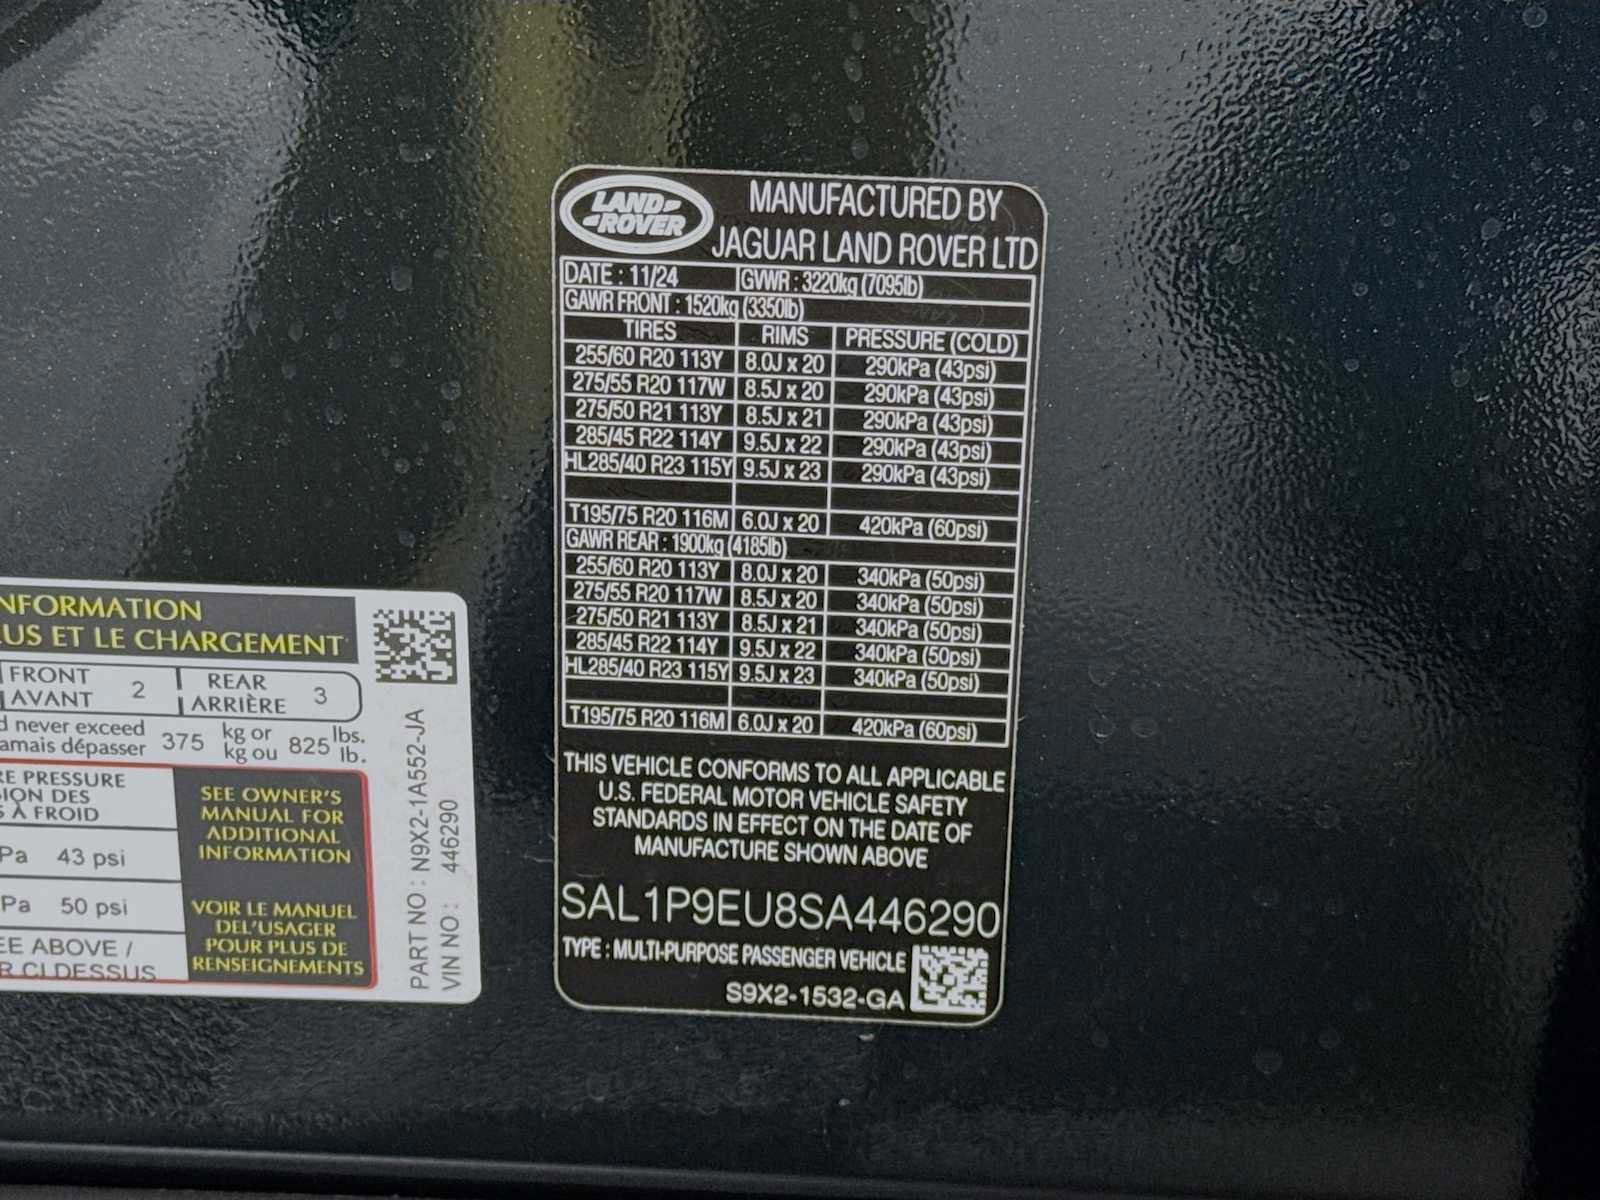 LAND
ROVER
MANUFACTURED BY
JAGUAR LAND ROVER LTD
DATE : 11/24 GVWR : 3220kg (7095lb)
GAWR FRONT : 1520kg (3350lb)
TIRES RIMS PRESSURE (COLD)
255/60 R20 113Y 8.0J x 20 290kPa (43psi)
275/55 R20 117W 8.5J x 20 290kPa (43psi)
275/50 R21 113Y 8.5J x 21 290kPa (43psi)
285/45 R22 114Y 9.5J x 22 290kPa (43psi)
HL285/40 R23 115Y 9.5J x 23 290kPa (43psi)
T195/75 R20 116M 6.0J x 20 420kPa (60psi)
GAWR REAR : 1900kg (4185lb)
255/60 R20 113Y 8.0J x 20 340kPa (50psi)
275/55 R20 117W 8.5J x 20 340kPa (50psi)
275/50 R21 113Y 8.5J x 21 340kPa (50psi)
285/45 R22 114Y 9.5J x 22 340kPa (50psi)
HL285/40 R23 115Y 9.5J x 23 340kPa (50psi)
T195/75 R20 116M 6.0J x 20 420kPa (60psi)
THIS VEHICLE CONFORMS TO ALL APPLICABLE
U.S. FEDERAL MOTOR VEHICLE SAFETY
STANDARDS IN EFFECT ON THE DATE OF
MANUFACTURE SHOWN ABOVE
SAL1P9EU8SA446290
TYPE : MULTI-PURPOSE PASSENGER VEHICLE
S9X2-1532-GA
NFORMATION
LUS ET LE CHARGEMENT
FRONT 2 REAR 3
AVANT ARRIÈRE
d never exceed 375 kg or 825 lbs.
amais dépasser kg ou lb.
RE PRESSURE
ION DES
S À FROID
Pa 43 psi
Pa 50 psi
EE ABOVE /
R CI DESSUS
SEE OWNER'S
MANUAL FOR
ADDITIONAL
INFORMATION
VOIR LE MANUEL
DEL'USAGER
POUR PLUS DE
RENSEIGNEMENTS
PART NO : N9X2-1A552-JA
VIN NO : 446290